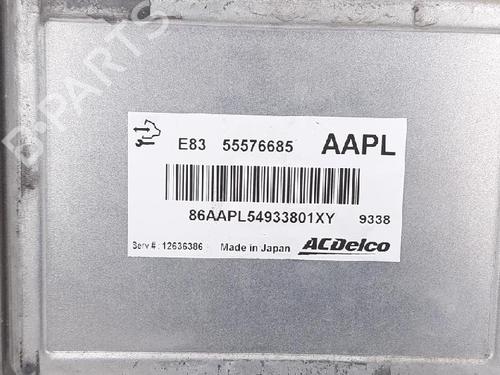 B-PARTS
E83 55576685 AAPL
86AAPL54933801XY 9338
Serv # : 12636386 Made in Japan ACDelco